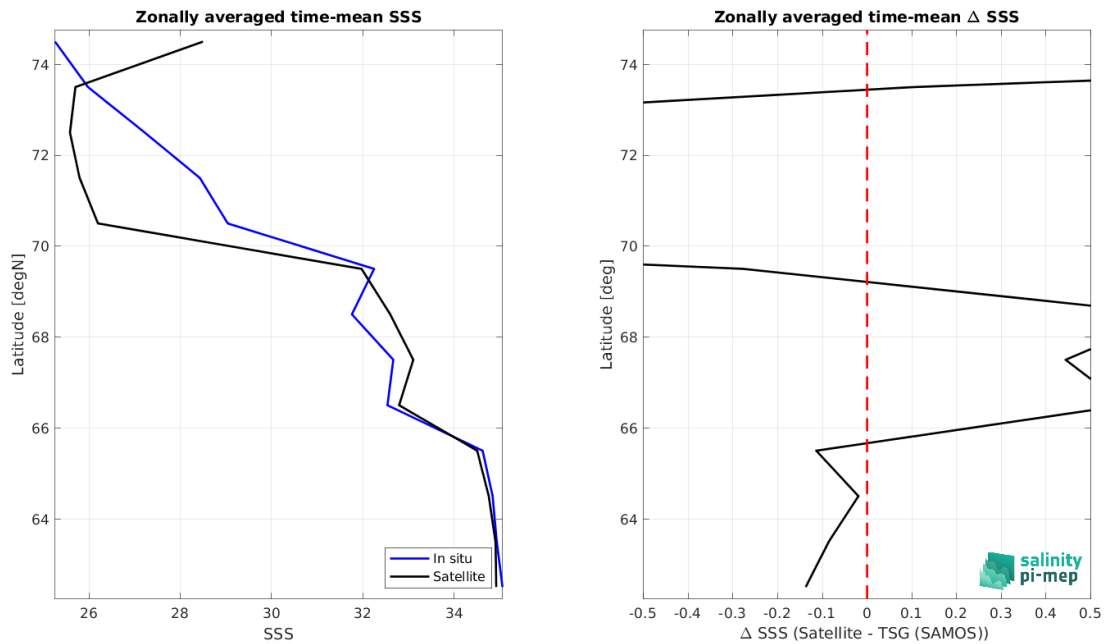 Zonally averaged time-mean SSS
74
72
70
68
66
64
Latitude [degN]
26 28 30 32 34
SSS
In situ
Satellite
Zonally averaged time-mean Δ SSS
74
72
70
68
66
64
Latitude [deg]
-0.5 -0.4 -0.3 -0.2 -0.1 0 0.1 0.2 0.3 0.4 0.5
Δ SSS (Satellite - TSG (SAMOS))
salinity
pi-mep